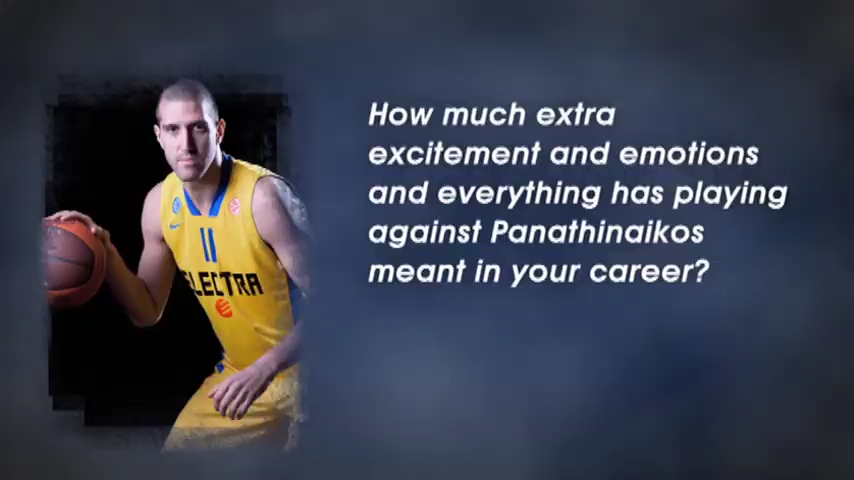 How much extra
excitement and emotions
and everything has playing
against Panathinaikos
meant in your career?
11
ELECTRA